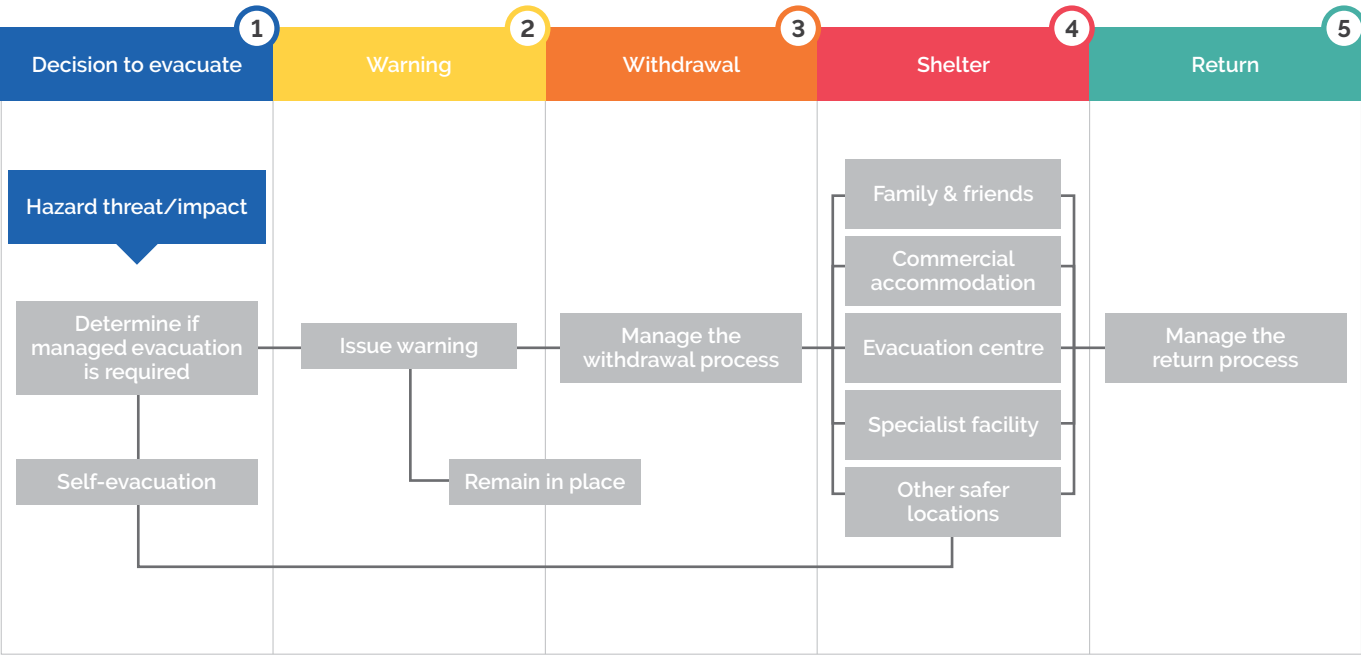 1
2
3
4
5
Decision to evacuate
Warning
Withdrawal
Shelter
Return
Hazard threat/impact
Determine if
managed evacuation
is required
Self-evacuation
Issue warning
Remain in place
Manage the
withdrawal process
Family & friends
Commercial
accommodation
Evacuation centre
Specialist facility
Other safer
locations
Manage the
return process